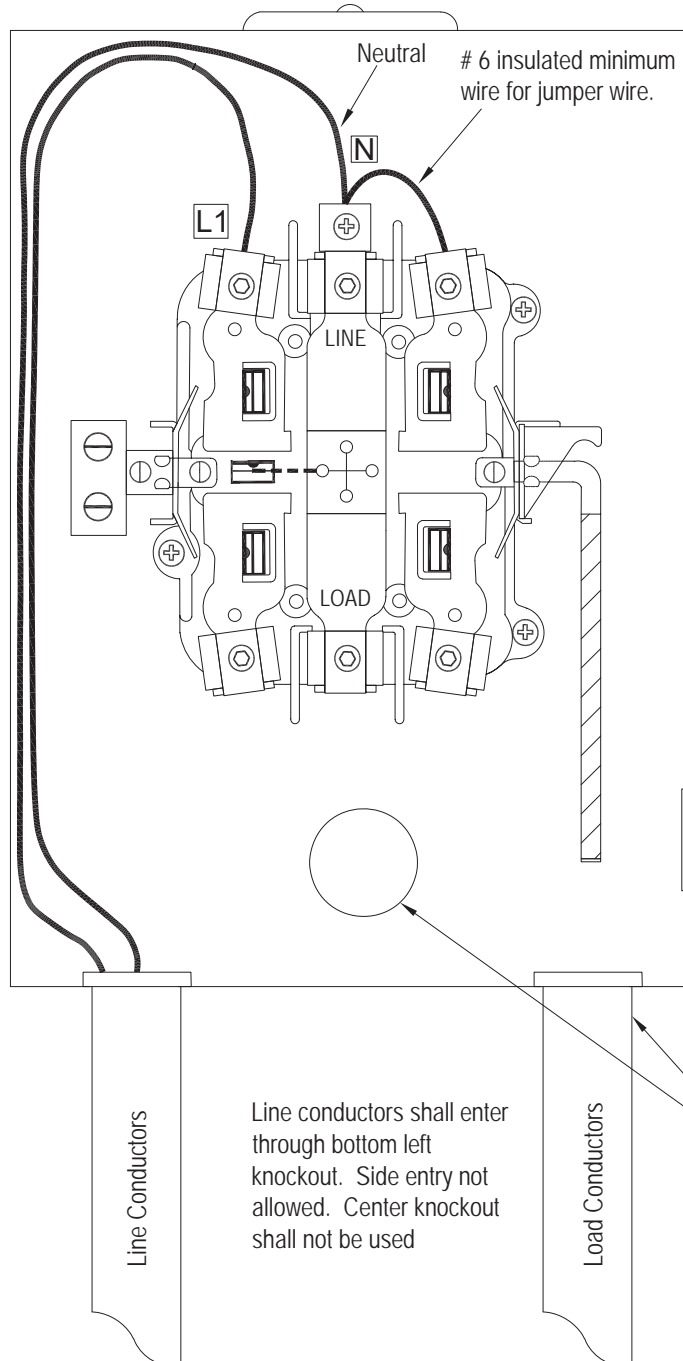 Neutral
# 6 insulated minimum
wire for jumper wire.
N
L1
LINE
LOAD
Line conductors shall enter
through bottom left
knockout. Side entry not
allowed. Center knockout
shall not be used
Line Conductors
Load Conductors